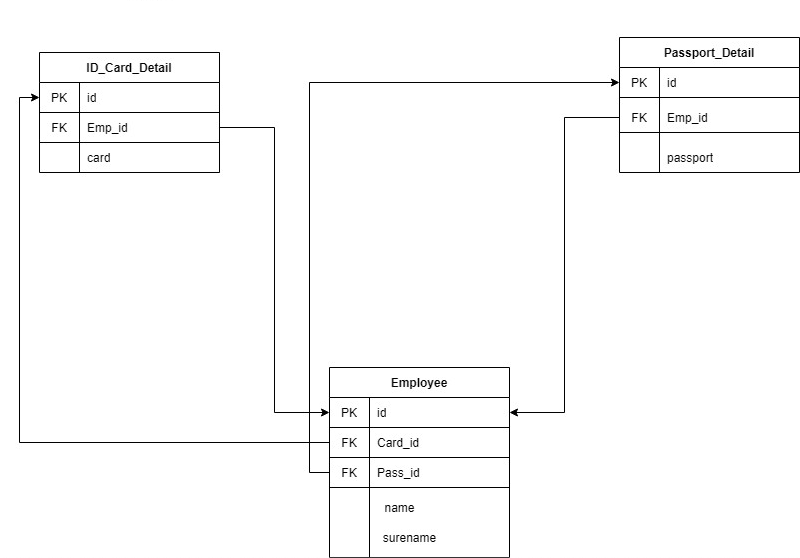 ID_Card_Detail
PK id
FK Emp_id
card
Passport_Detail
PK id
FK Emp_id
passport
Employee
PK id
FK Card_id
FK Pass_id
name
surename